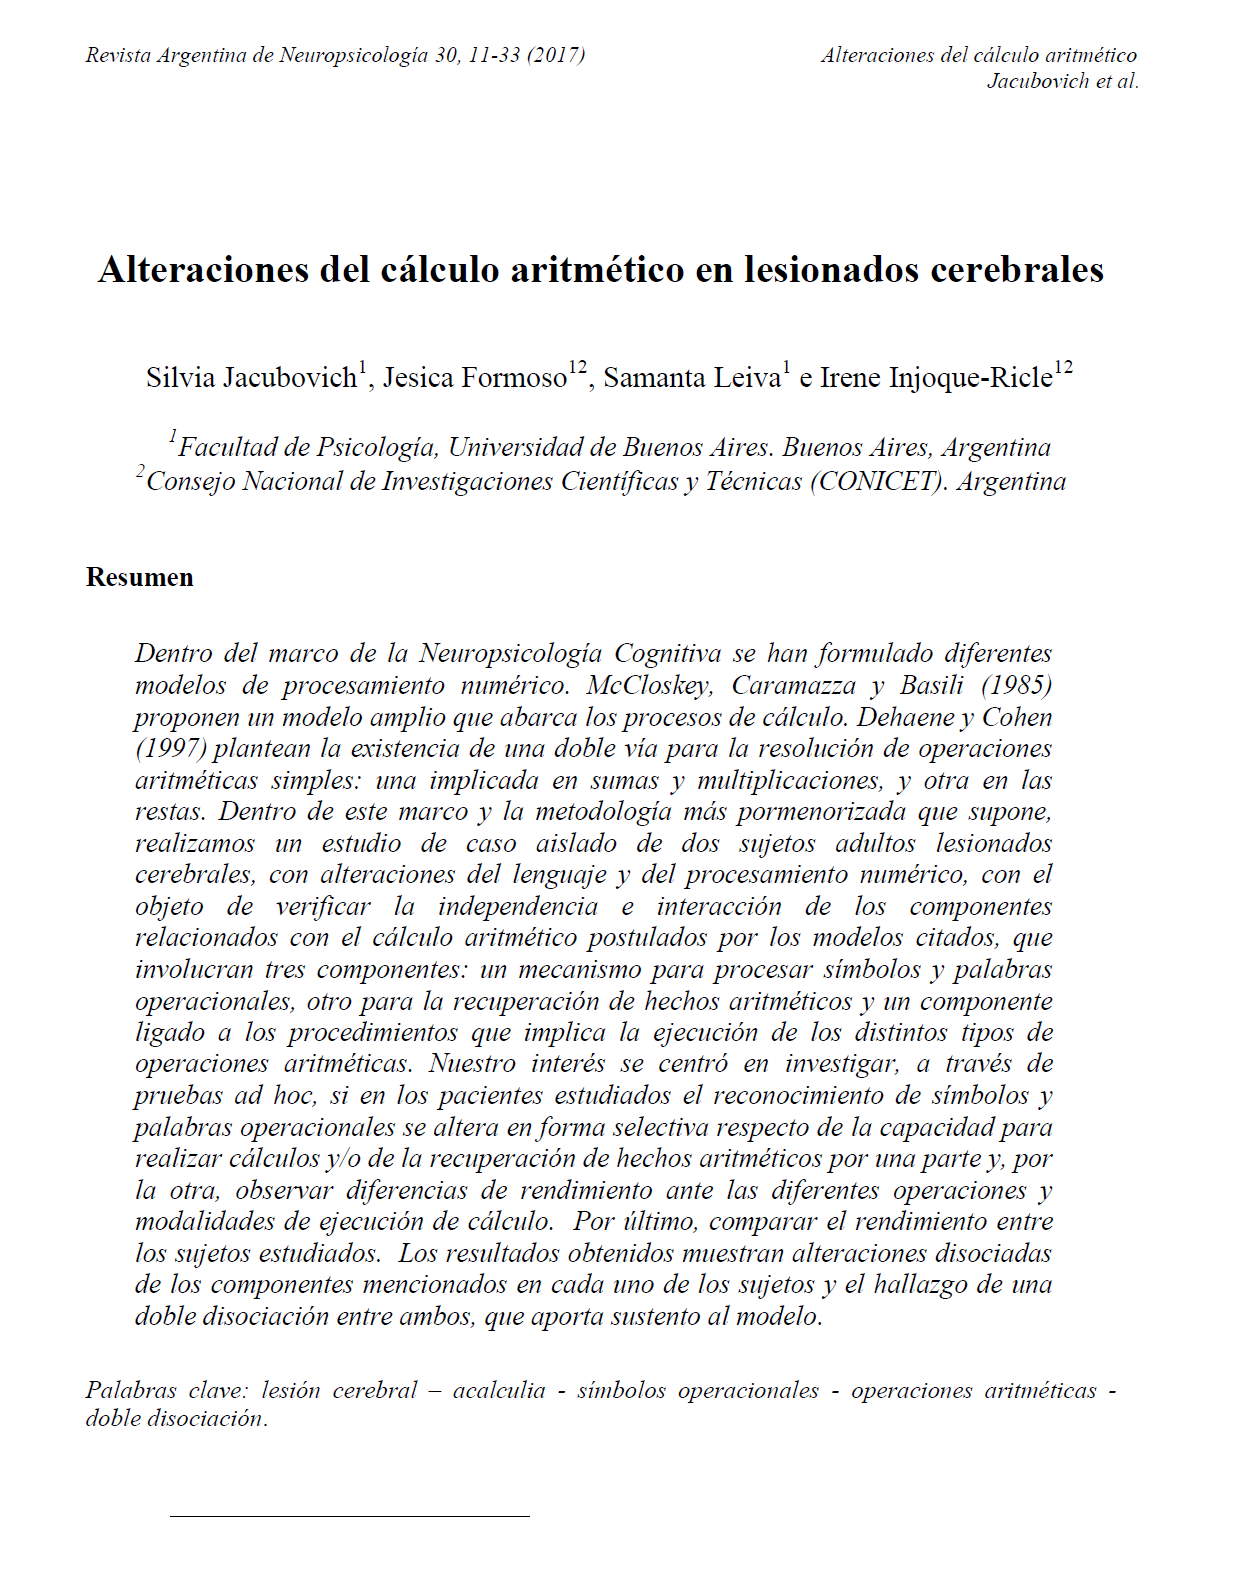 Revista Argentina de Neuropsicología 30, 11-33 (2017)
Alteraciones del cálculo aritmético
Jacubovich et al.
Alteraciones del cálculo aritmético en lesionados cerebrales
Silvia Jacubovich1, Jesica Formoso12, Samanta Leiva1 e Irene Injoque-Ricle12
1Facultad de Psicología, Universidad de Buenos Aires. Buenos Aires, Argentina
2Consejo Nacional de Investigaciones Científicas y Técnicas (CONICET). Argentina
Resumen
Dentro del marco de la Neuropsicología Cognitiva se han formulado diferentes
modelos de procesamiento numérico. McCloskey, Caramazza y Basili (1985)
proponen un modelo amplio que abarca los procesos de cálculo. Dehaene y Cohen
(1997) plantean la existencia de una doble vía para la resolución de operaciones
aritméticas simples: una implicada en sumas y multiplicaciones, y otra en las
restas. Dentro de este marco y la metodología más pormenorizada que supone,
realizamos un estudio de caso aislado de dos sujetos adultos lesionados
cerebrales, con alteraciones del lenguaje y del procesamiento numérico, con el
objeto de verificar la independencia e interacción de los componentes
relacionados con el cálculo aritmético postulados por los modelos citados, que
involucran tres componentes: un mecanismo para procesar símbolos y palabras
operacionales, otro para la recuperación de hechos aritméticos y un componente
ligado a los procedimientos que implica la ejecución de los distintos tipos de
operaciones aritméticas. Nuestro interés se centró en investigar, a través de
pruebas ad hoc, si en los pacientes estudiados el reconocimiento de símbolos y
palabras operacionales se altera en forma selectiva respecto de la capacidad para
realizar cálculos y/o de la recuperación de hechos aritméticos por una parte y, por
la otra, observar diferencias de rendimiento ante las diferentes operaciones y
modalidades de ejecución de cálculo. Por último, comparar el rendimiento entre
los sujetos estudiados. Los resultados obtenidos muestran alteraciones disociadas
de los componentes mencionados en cada uno de los sujetos y el hallazgo de una
doble disociación entre ambos, que aporta sustento al modelo.
Palabras clave: lesión cerebral – acalculia - símbolos operacionales - operaciones aritméticas -
doble disociación.